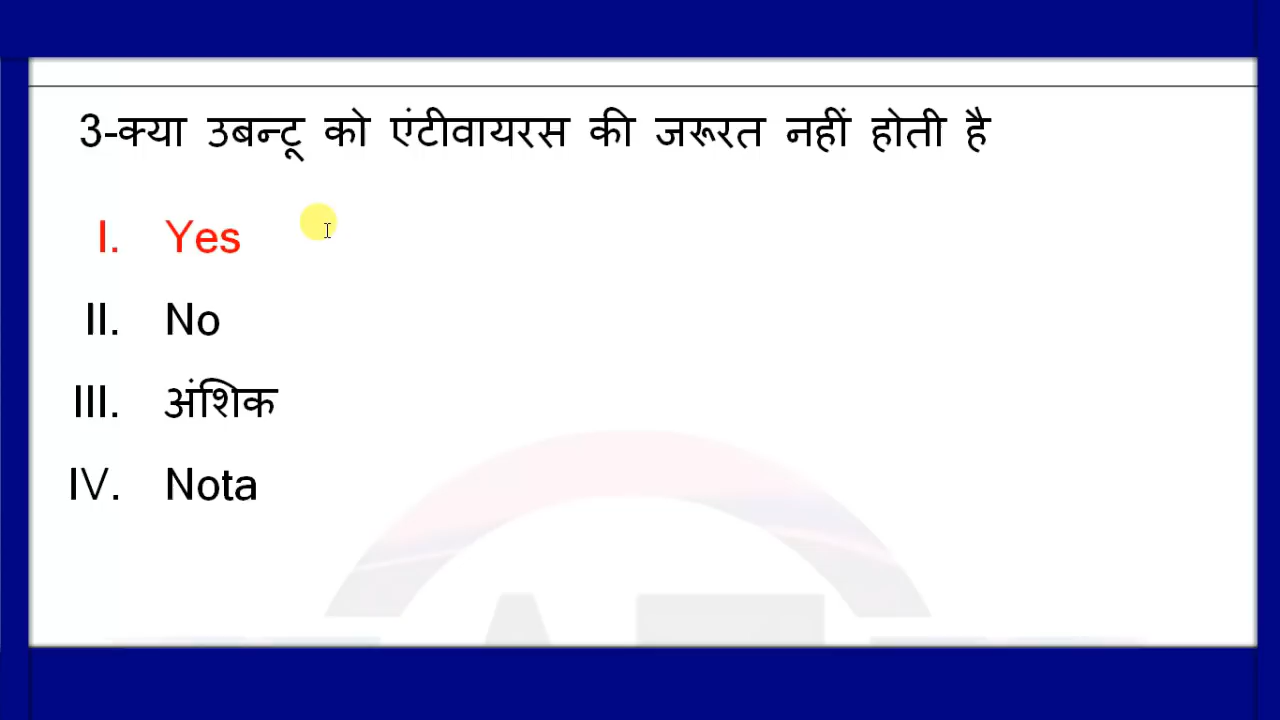 3-क्या उबन्टू को एंटीवायरस की जरूरत नहीं होती है
I. Yes
II. No
III. अंशिक
IV. Nota